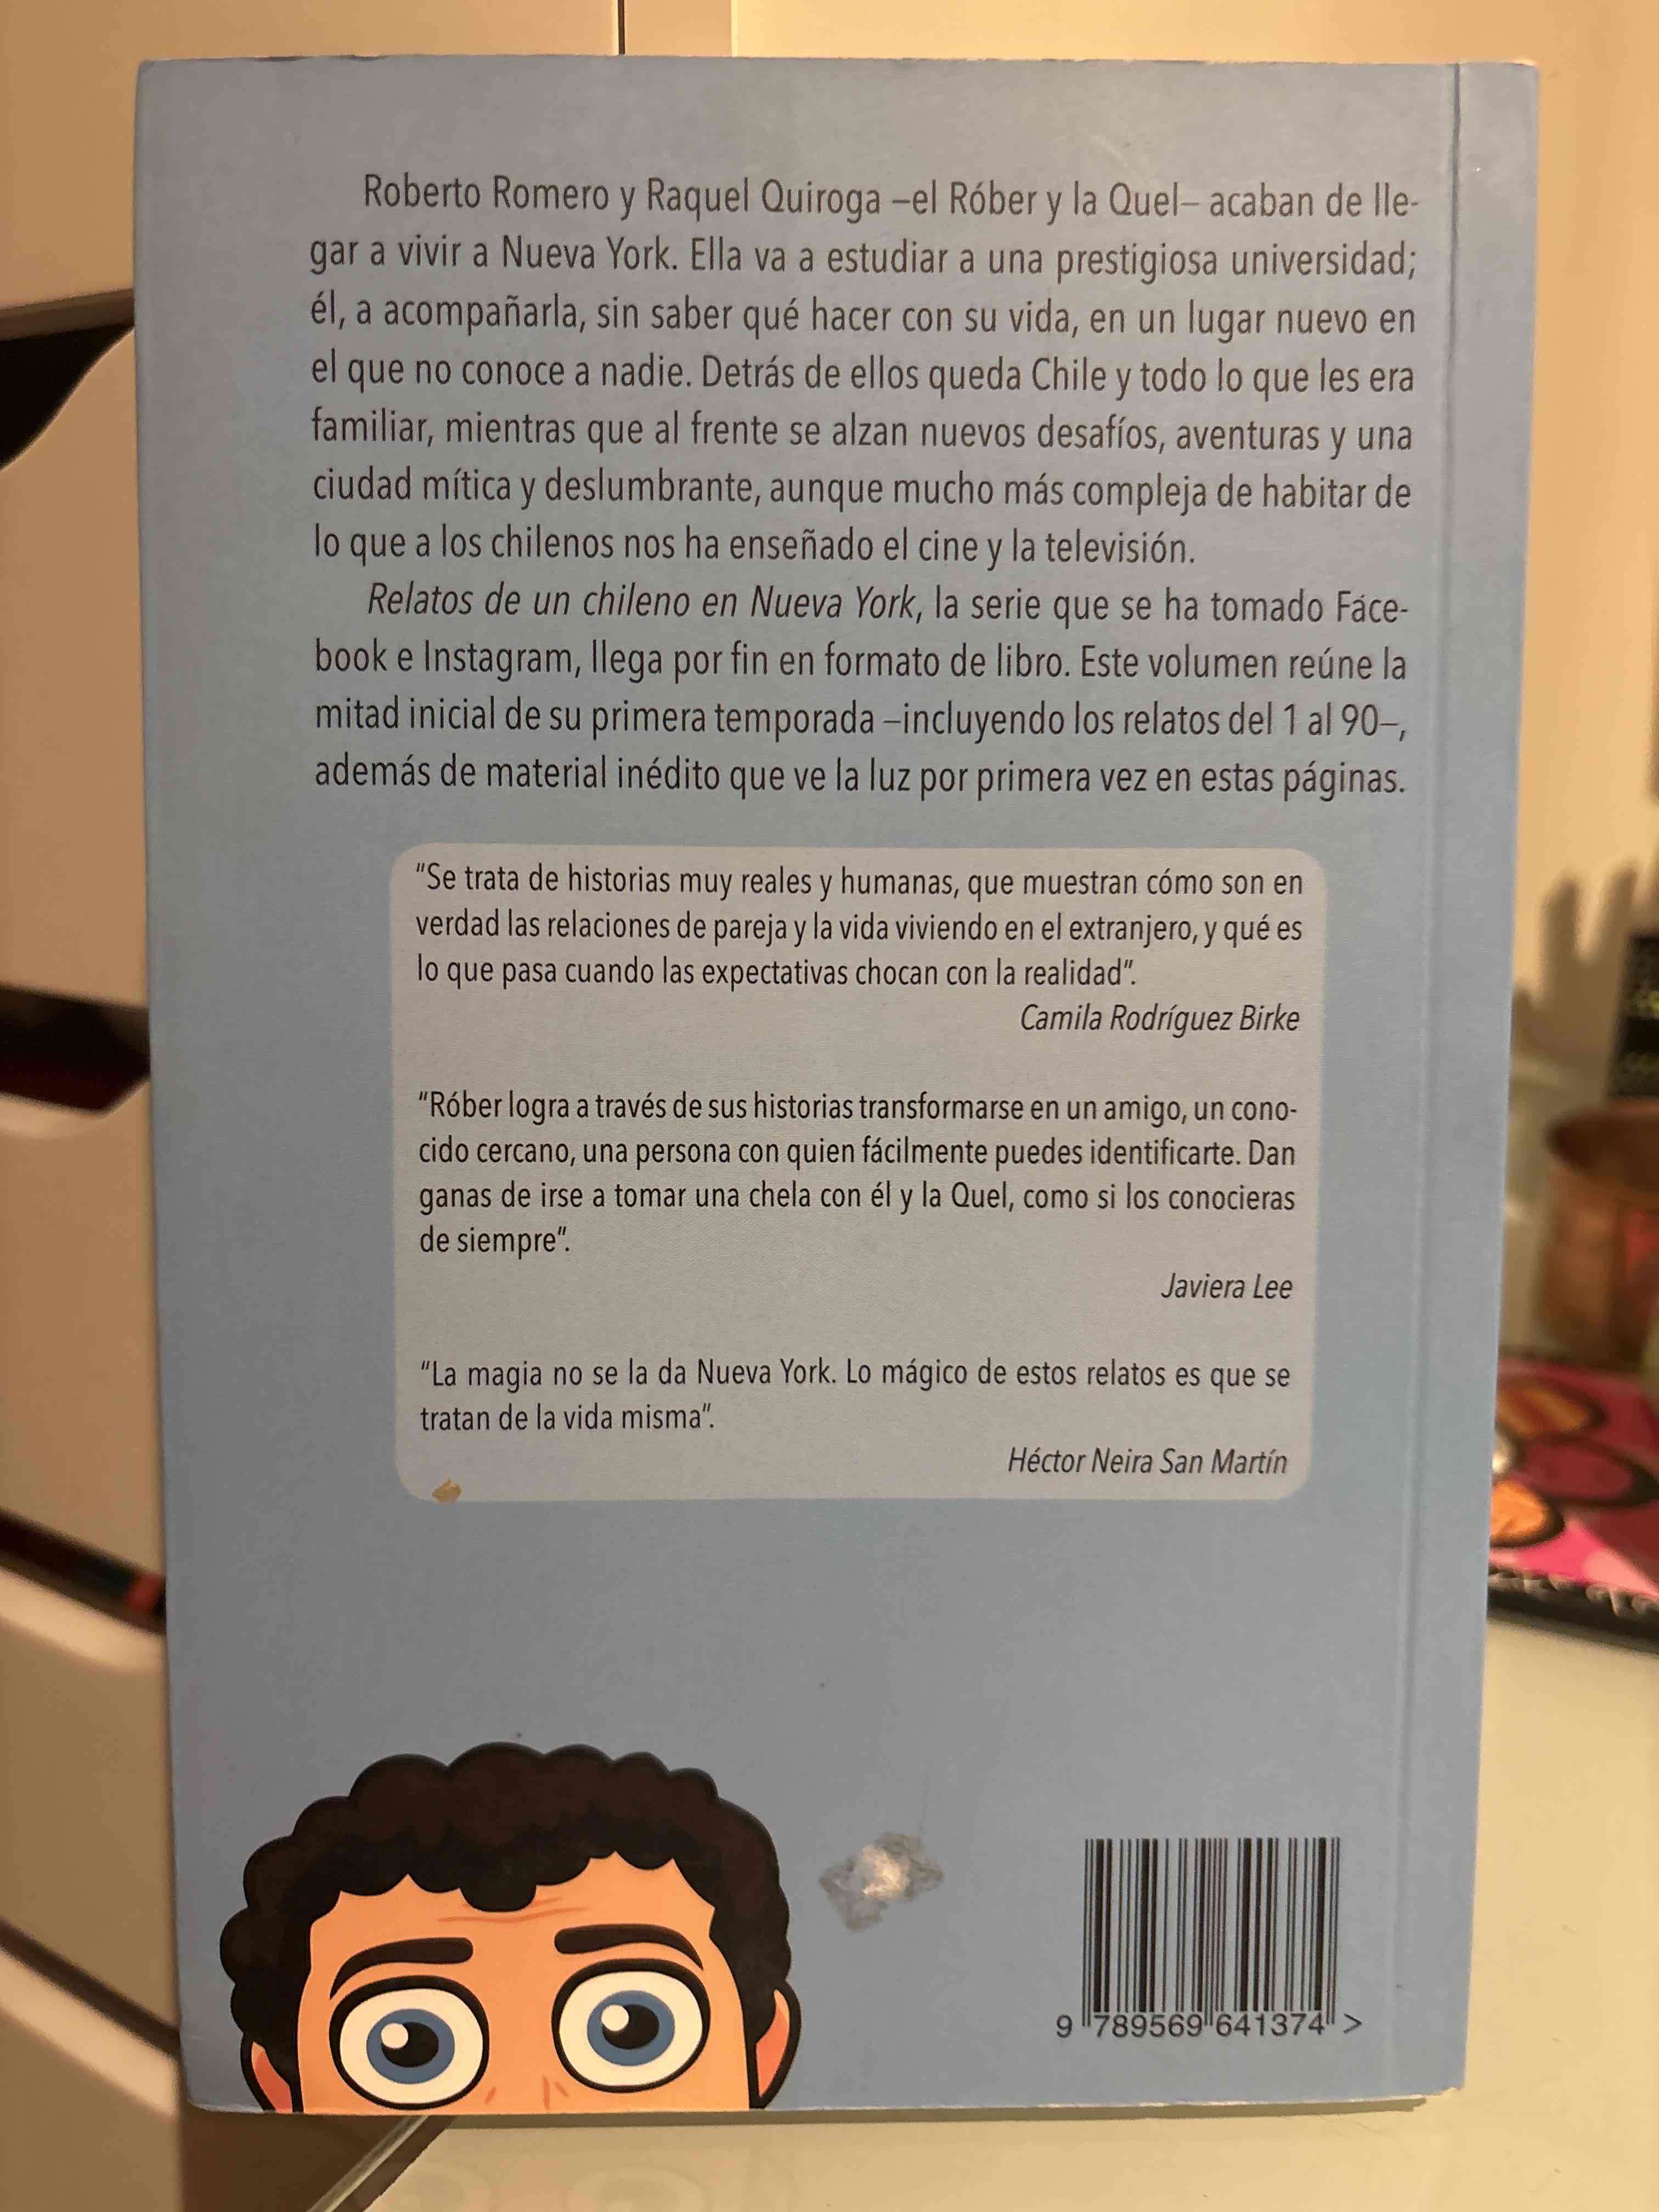 Roberto Romero y Raquel Quiroga –el Róber y la Quel– acaban de lle-
gar a vivir a Nueva York. Ella va a estudiar a una prestigiosa universidad;
él, a acompañarla, sin saber qué hacer con su vida, en un lugar nuevo en
el que no conoce a nadie. Detrás de ellos queda Chile y todo lo que les era
familiar, mientras que al frente se alzan nuevos desafíos, aventuras y una
ciudad mítica y deslumbrante, aunque mucho más compleja de habitar de
lo que a los chilenos nos ha enseñado el cine y la televisión.
Relatos de un chileno en Nueva York, la serie que se ha tomado Face-
book e Instagram, llega por fin en formato de libro. Este volumen reúne la
mitad inicial de su primera temporada –incluyendo los relatos del 1 al 90–,
además de material inédito que ve la luz por primera vez en estas páginas.
"Se trata de historias muy reales y humanas, que muestran cómo son en
verdad las relaciones de pareja y la vida viviendo en el extranjero, y qué es
lo que pasa cuando las expectativas chocan con la realidad".
Camila Rodríguez Birke
"Róber logra a través de sus historias transformarse en un amigo, un cono-
cido cercano, una persona con quien fácilmente puedes identificarte. Dan
ganas de irse a tomar una chela con él y la Quel, como si los conocieras
de siempre".
Javiera Lee
"La magia no se la da Nueva York. Lo mágico de estos relatos es que se
tratan de la vida misma".
Héctor Neira San Martín
9 789569 641374 >